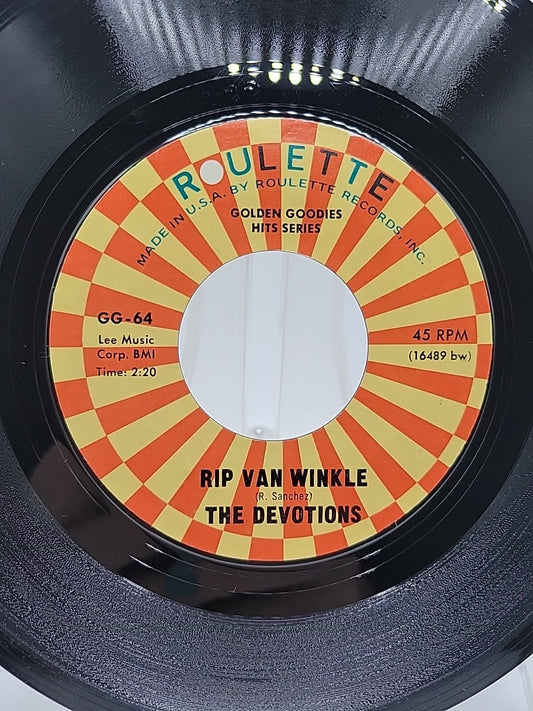 ROULETTE
MADE IN U.S.A. BY ROULETTE RECORDS, INC.
GOLDEN GOODIES
HITS SERIES
GG-64
Lee Music
Corp. BMI
Time: 2:20
45 RPM
(16489 bw)
RIP VAN WINKLE
(R. Sanchez)
THE DEVOTIONS